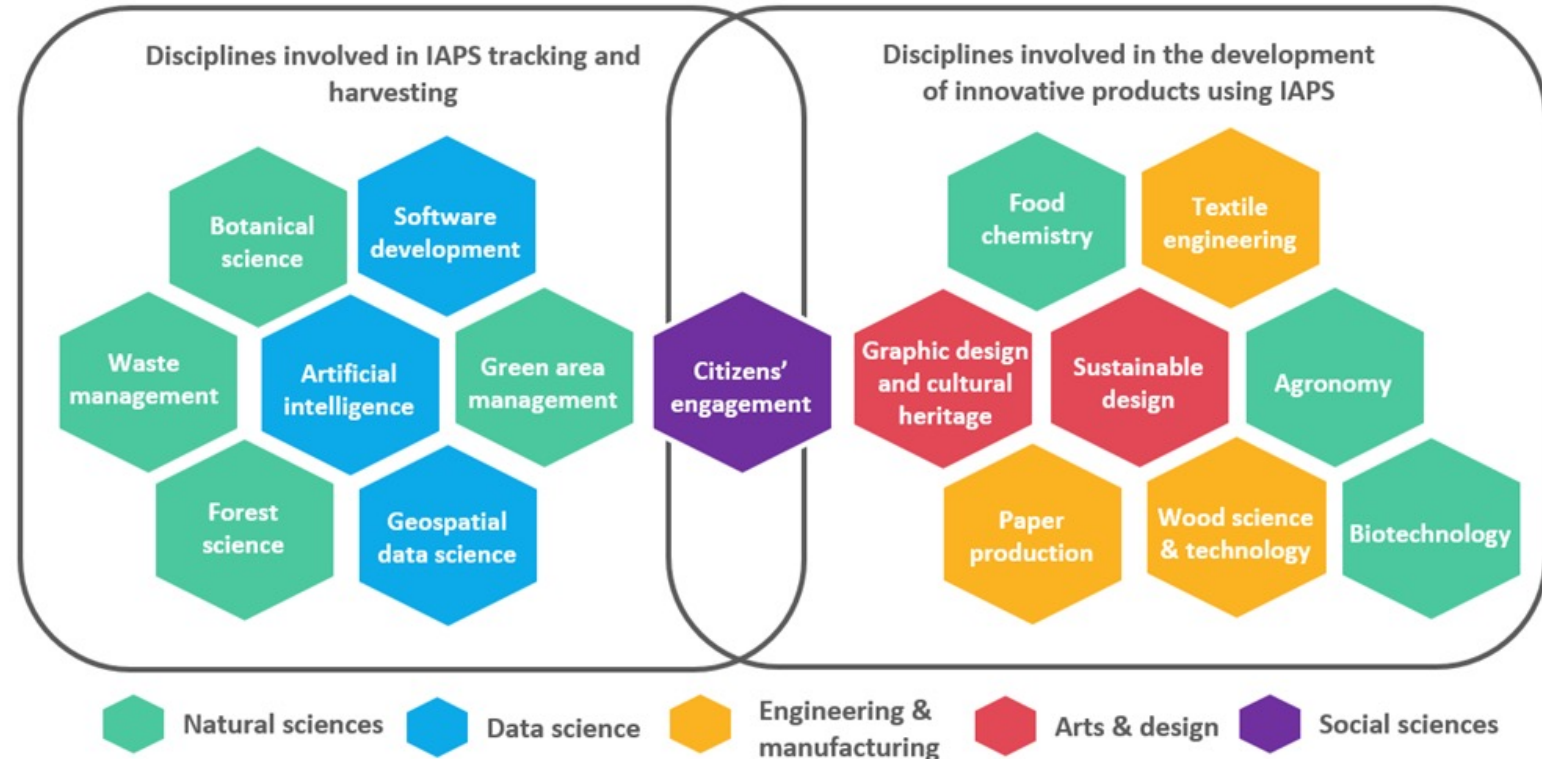 Disciplines involved in IAPS tracking and
harvesting
Disciplines involved in the development
of innovative products using IAPS
Botanical
science
Software
development
Waste
management
Artificial
intelligence
Green area
management
Forest
science
Geospatial
data science
Citizens’
engagement
Food
chemistry
Textile
engineering
Graphic design
and cultural
heritage
Sustainable
design
Agronomy
Paper
production
Wood science
& technology
Biotechnology
Natural sciences
Data science
Engineering &
manufacturing
Arts & design
Social sciences